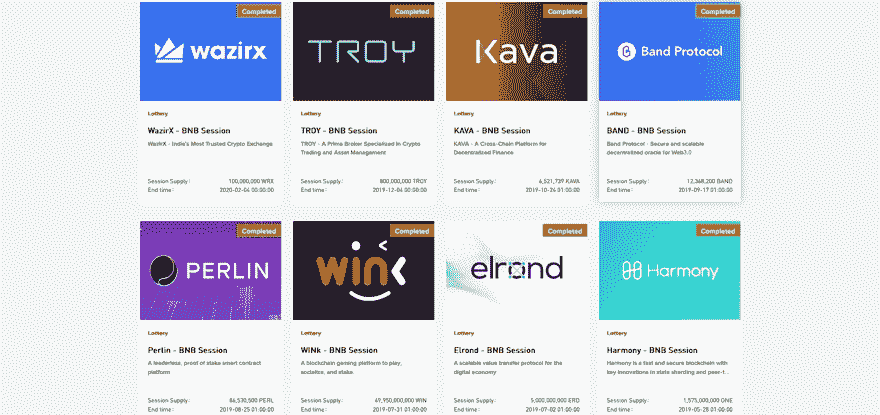 Completed
wazirx
Lottery
WazirX - BNB Session
WazirX - India's Most Trusted Crypto Exchange
Session Supply: 100,000,000 WRX
End time: 2020-02-04 00:00:00
Completed
TROY
Lottery
TROY - BNB Session
TROY - A Prime Broker Specialized In Crypto
Trading and Asset Management
Session Supply: 800,000,000 TROY
End time: 2019-12-04 00:00:00
Completed
Kava
Lottery
KAVA - BNB Session
KAVA - A Cross-Chain Platform for
Decentralized Finance
Session Supply: 6,521,739 KAVA
End time: 2019-10-24 01:00:00
Completed
Band Protocol
Lottery
BAND - BNB Session
Band Protocol - Secure and scalable
decentralized oracle for Web3.0
Session Supply: 12,368,200 BAND
End time: 2019-09-17 01:00:00
Completed
PERLIN
Lottery
Perlin - BNB Session
A leaderless, proof of stake smart contract
platform
Session Supply: 86,530,500 PERL
End time: 2019-08-25 01:00:00
Completed
wink
Lottery
WINk - BNB Session
A blockchain gaming platform to play,
socialize, and stake
Session Supply: 49,950,000,000 WIN
End time: 2019-07-31 01:00:00
Completed
elrond
Lottery
Elrond - BNB Session
A scalable value transfer protocol for the
digital economy
Session Supply: 5,000,000,000 ERD
End time: 2019-07-02 01:00:00
Completed
Harmony
Lottery
Harmony - BNB Session
Harmony is a fast and secure blockchain with
key innovations in state sharding and peer-t...
Session Supply: 1,575,000,000 ONE
End time: 2019-05-28 01:00:00